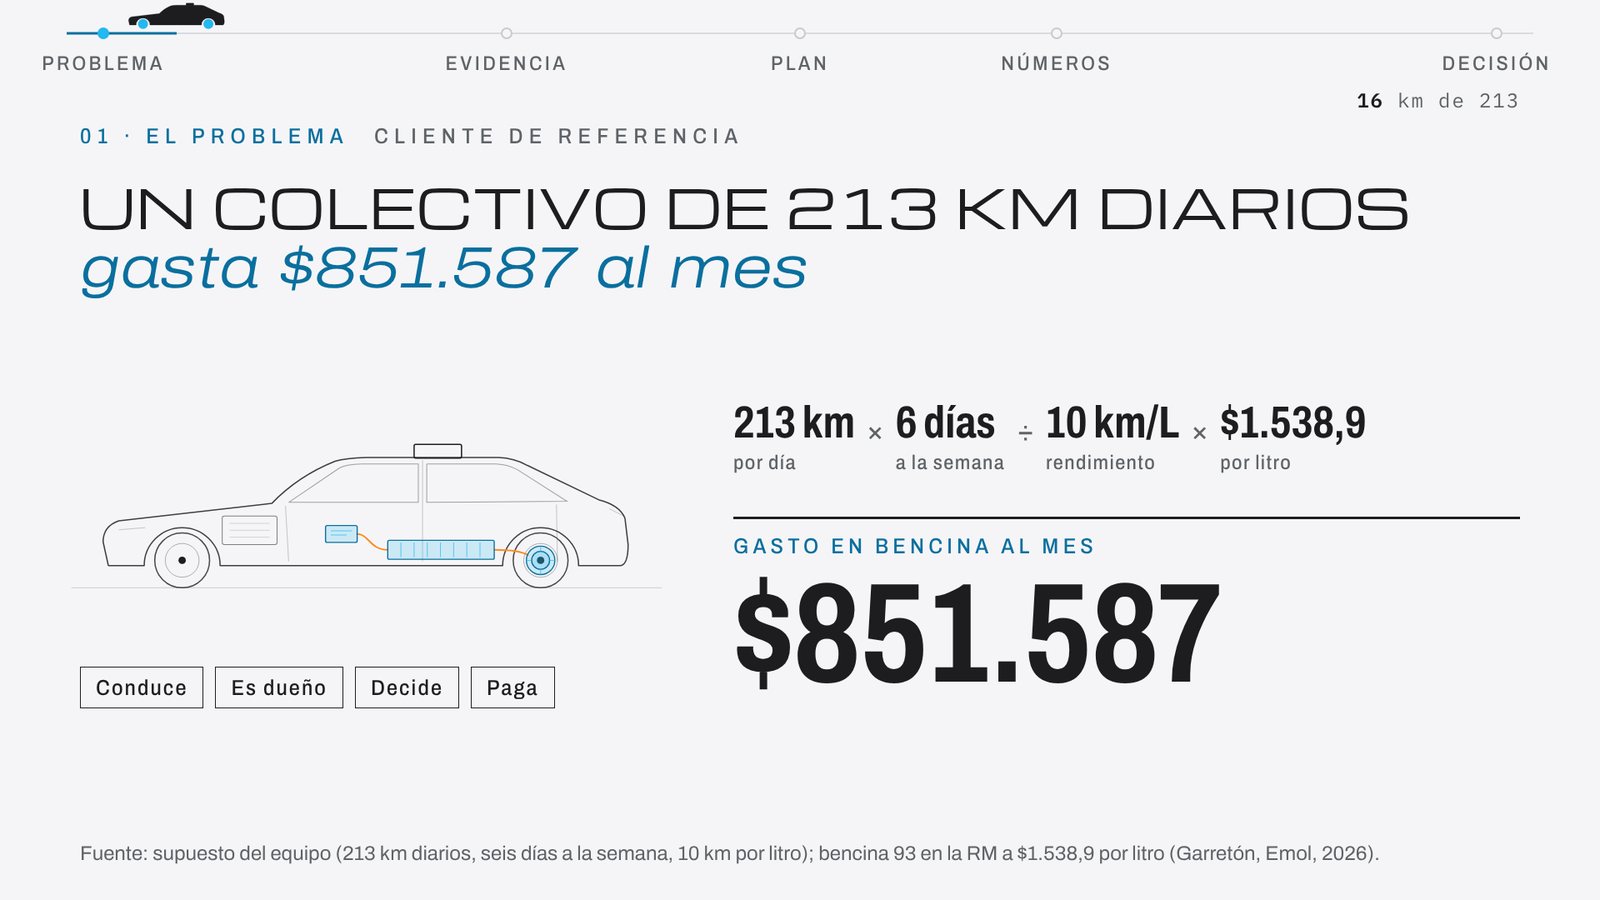 PROBLEMA EVIDENCIA PLAN NÚMEROS DECISIÓN
16 km de 213
01 · EL PROBLEMA CLIENTE DE REFERENCIA
UN COLECTIVO DE 213 KM DIARIOS
gasta $851.587 al mes
213 km × 6 días ÷ 10 km/L × $1.538,9
por día a la semana rendimiento por litro
GASTO EN BENCINA AL MES
$851.587
Conduce Es dueño Decide Paga
Fuente: supuesto del equipo (213 km diarios, seis días a la semana, 10 km por litro); bencina 93 en la RM a $1.538,9 por litro (Garretón, Emol, 2026).